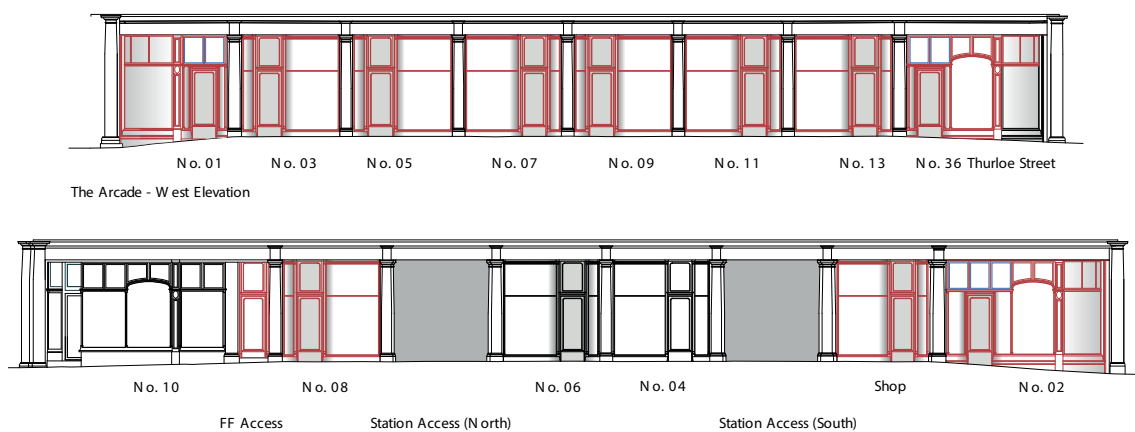 No. 01 No. 03 No. 05 No. 07 No. 09 No. 11 No. 13 No. 36 Thurloe Street
The Arcade - West Elevation
No. 10 No. 08 No. 06 No. 04 Shop No. 02
FF Access Station Access (North) Station Access (South)